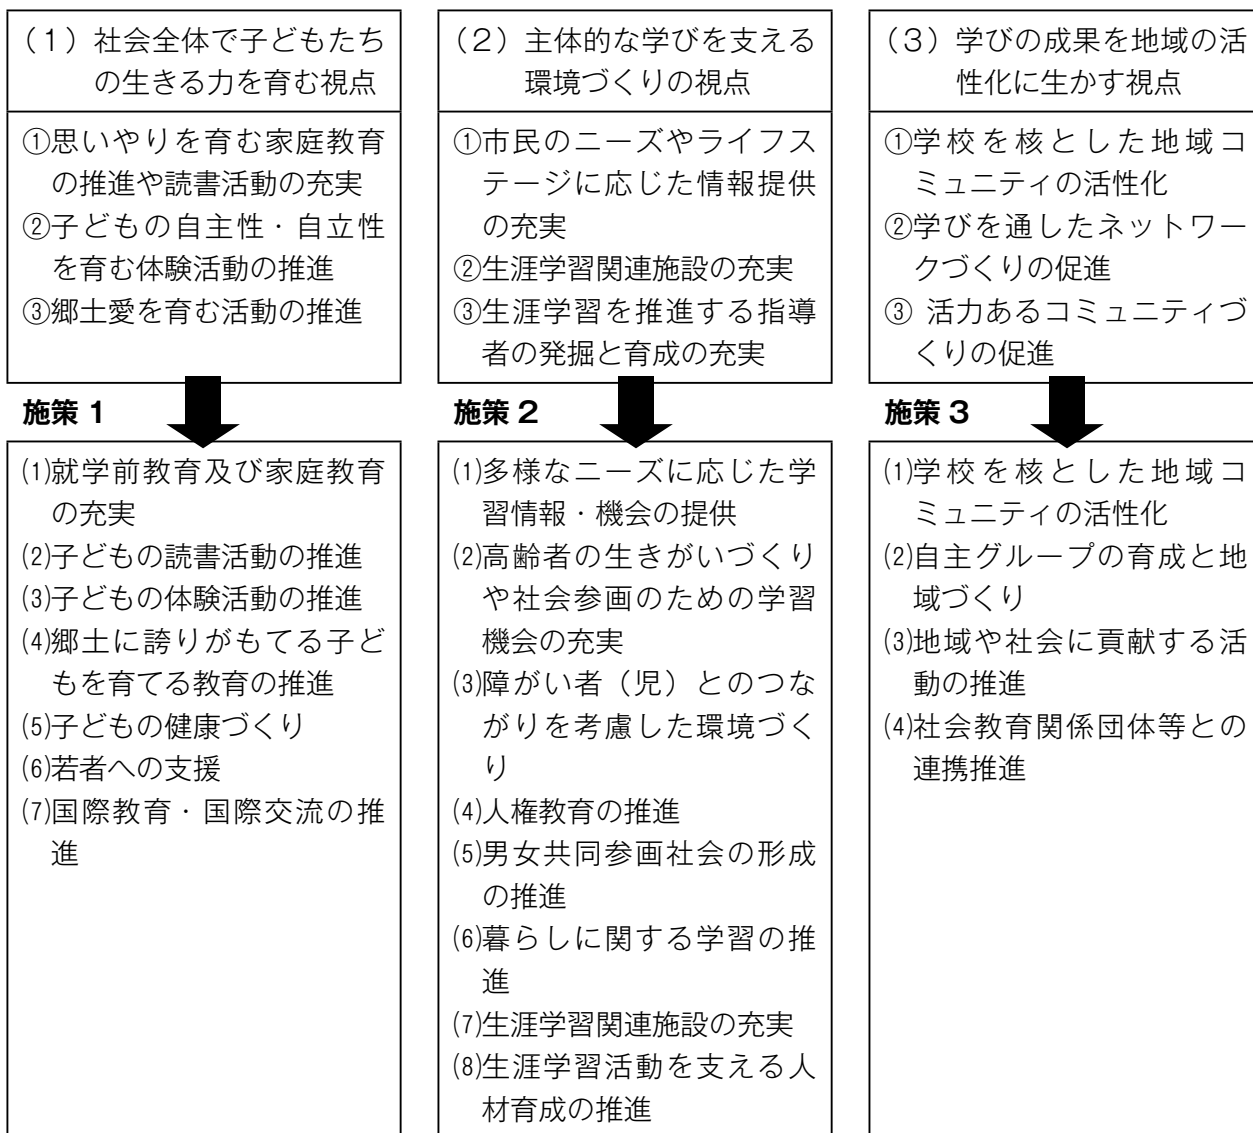 （１）社会全体で子どもたち
の生きる力を育む視点
①思いやりを育む家庭教育
の推進や読書活動の充実
②子どもの自主性・自立性
を育む体験活動の推進
③郷土愛を育む活動の推進
施策 1
⑴就学前教育及び家庭教育
の充実
⑵子どもの読書活動の推進
⑶子どもの体験活動の推進
⑷郷土に誇りがもてる子ど
もを育てる教育の推進
⑸子どもの健康づくり
⑹若者への支援
⑺国際教育・国際交流の推
進
（２）主体的な学びを支える
環境づくりの視点
①市民のニーズやライフス
テージに応じた情報提供
の充実
②生涯学習関連施設の充実
③生涯学習を推進する指導
者の発掘と育成の充実
施策 2
⑴多様なニーズに応じた学
習情報・機会の提供
⑵高齢者の生きがいづくり
や社会参画のための学習
機会の充実
⑶障がい者（児）とのつな
がりを考慮した環境づく
り
⑷人権教育の推進
⑸男女共同参画社会の形成
の推進
⑹暮らしに関する学習の推
進
⑺生涯学習関連施設の充実
⑻生涯学習活動を支える人
材育成の推進
（３）学びの成果を地域の活
性化に生かす視点
①学校を核とした地域コ
ミュニティの活性化
②学びを通したネットワー
クづくりの促進
③ 活力あるコミュニティづ
くりの促進
施策 3
⑴学校を核とした地域コ
ミュニティの活性化
⑵自主グループの育成と地
域づくり
⑶地域や社会に貢献する活
動の推進
⑷社会教育関係団体等との
連携推進